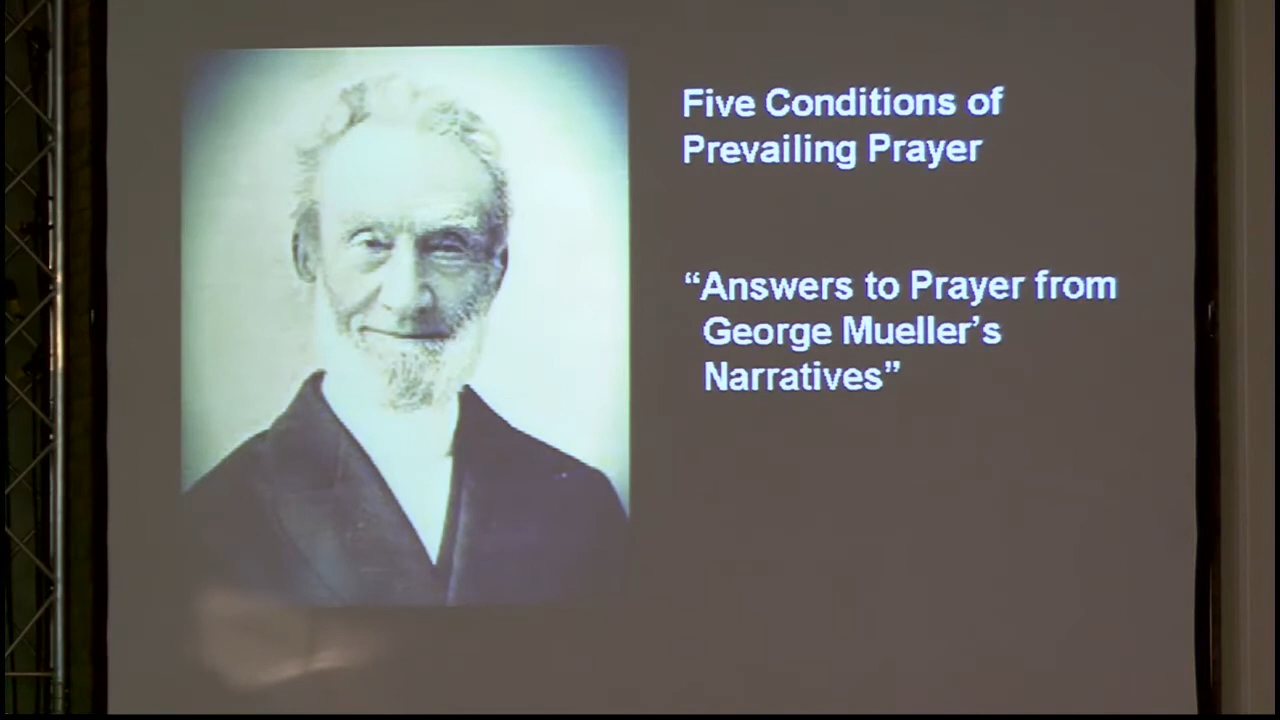 Five Conditions of
Prevailing Prayer
“Answers to Prayer from
George Mueller’s
Narratives”